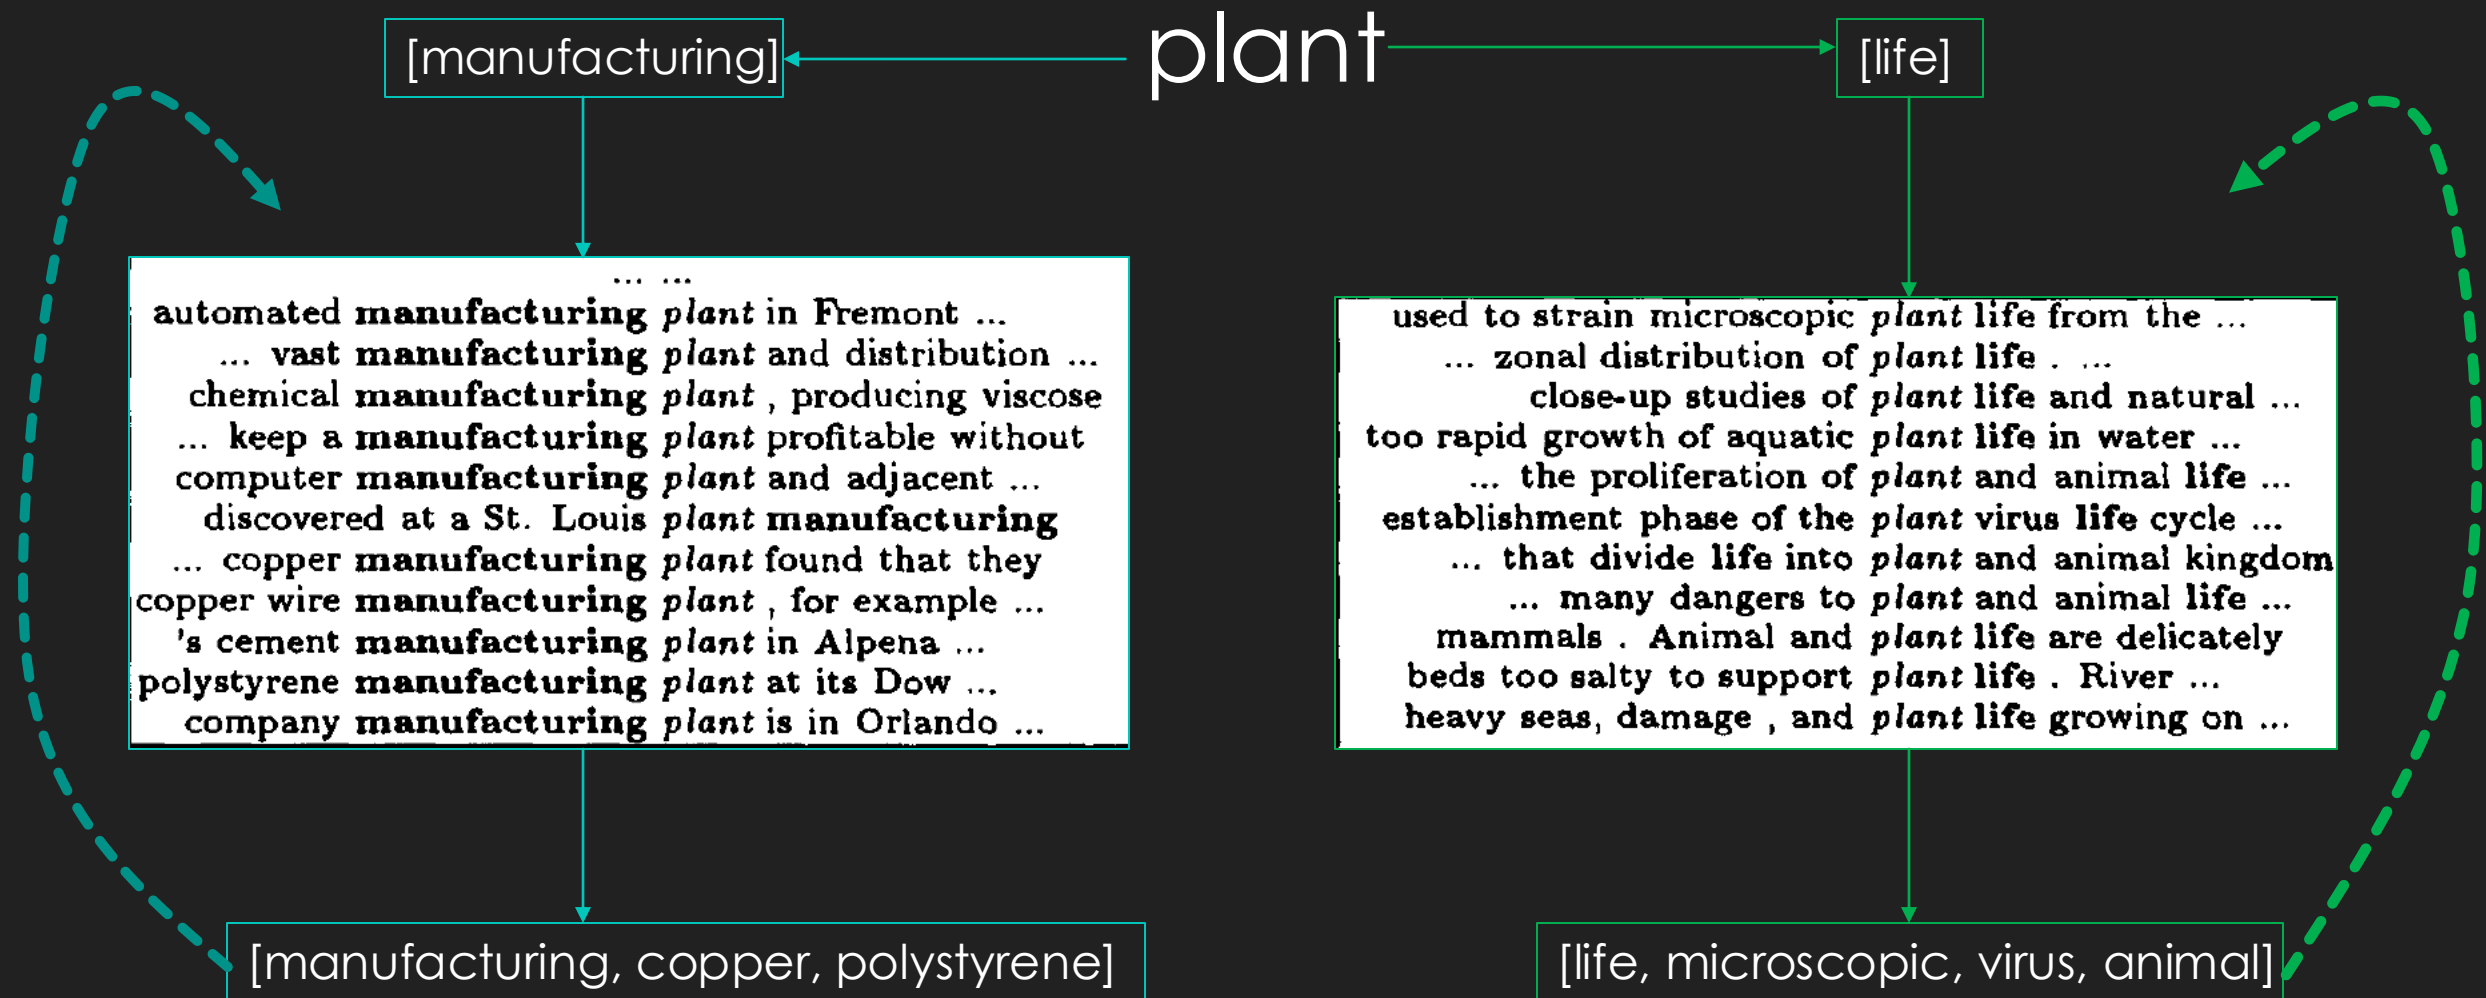 plant
[manufacturing]
[life]
... ...
automated manufacturing plant in Fremont ...
... vast manufacturing plant and distribution ...
chemical manufacturing plant , producing viscose
... keep a manufacturing plant profitable without
computer manufacturing plant and adjacent ...
discovered at a St. Louis plant manufacturing
... copper manufacturing plant found that they
copper wire manufacturing plant , for example ...
's cement manufacturing plant in Alpena ...
polystyrene manufacturing plant at its Dow ...
company manufacturing plant is in Orlando ...
used to strain microscopic plant life from the ...
... zonal distribution of plant life . ...
close-up studies of plant life and natural ...
too rapid growth of aquatic plant life in water ...
... the proliferation of plant and animal life ...
establishment phase of the plant virus life cycle ...
... that divide life into plant and animal kingdom
... many dangers to plant and animal life ...
mammals . Animal and plant life are delicately
beds too salty to support plant life . River ...
heavy seas, damage , and plant life growing on ...
[manufacturing, copper, polystyrene]
[life, microscopic, virus, animal]